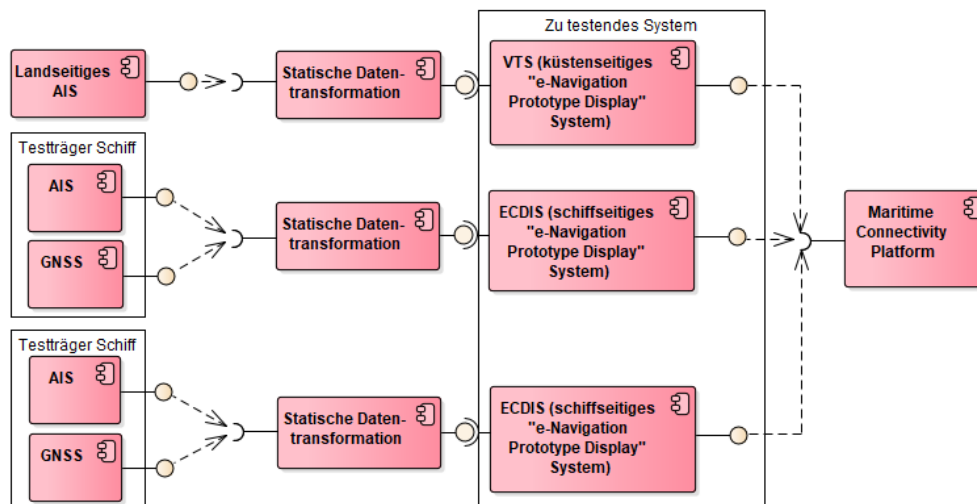 Zu testendes System
Landseitiges
AIS
Statische Daten-
transformation
VTS (küstenseitiges
"e-Navigation
Prototype Display"
System)
Testträger Schiff
AIS
GNSS
Statische Daten-
transformation
ECDIS (schiffseitiges
"e-Navigation
Prototype Display"
System)
Maritime
Connectivity
Platform
Testträger Schiff
AIS
GNSS
Statische Daten-
transformation
ECDIS (schiffseitiges
"e-Navigation
Prototype Display"
System)